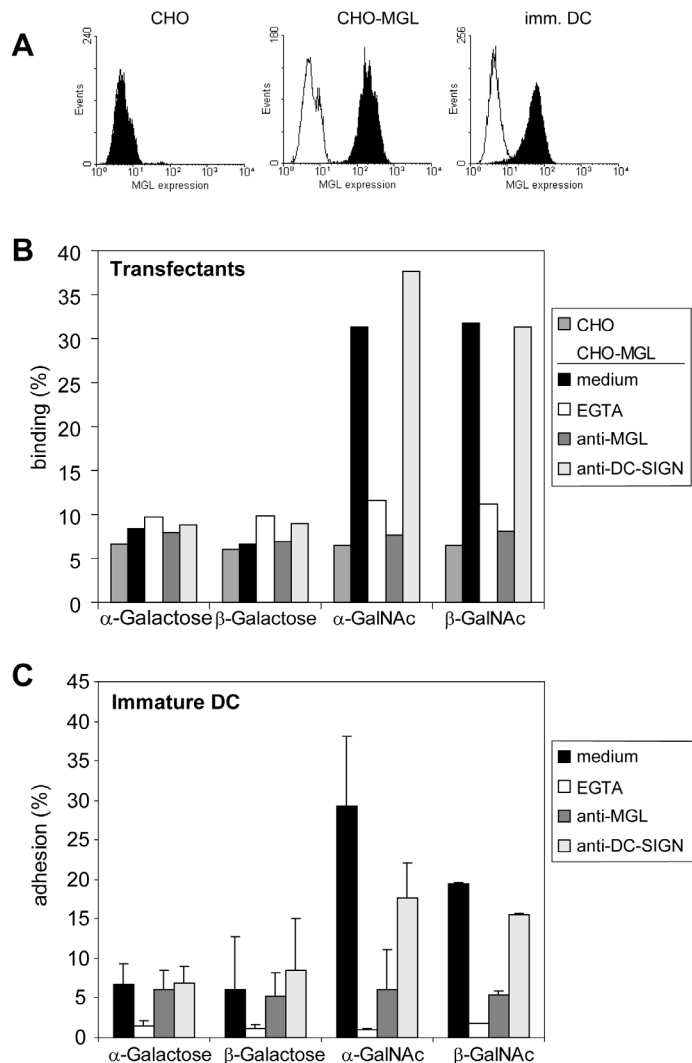 A
CHO
CHO-MGL
imm. DC
240
Events
0
10⁰ 10¹ 10² 10³ 10⁴
MGL expression
180
Events
0
10⁰ 10¹ 10² 10³ 10⁴
MGL expression
256
Events
0
10⁰ 10¹ 10² 10³ 10⁴
MGL expression
B
Transfectants
binding (%)
40
35
30
25
20
15
10
5
0
α-Galactose β-Galactose α-GalNAc β-GalNAc
CHO
CHO-MGL
medium
EGTA
anti-MGL
anti-DC-SIGN
C
Immature DC
adhesion (%)
45
40
35
30
25
20
15
10
5
0
α-Galactose β-Galactose α-GalNAc β-GalNAc
medium
EGTA
anti-MGL
anti-DC-SIGN